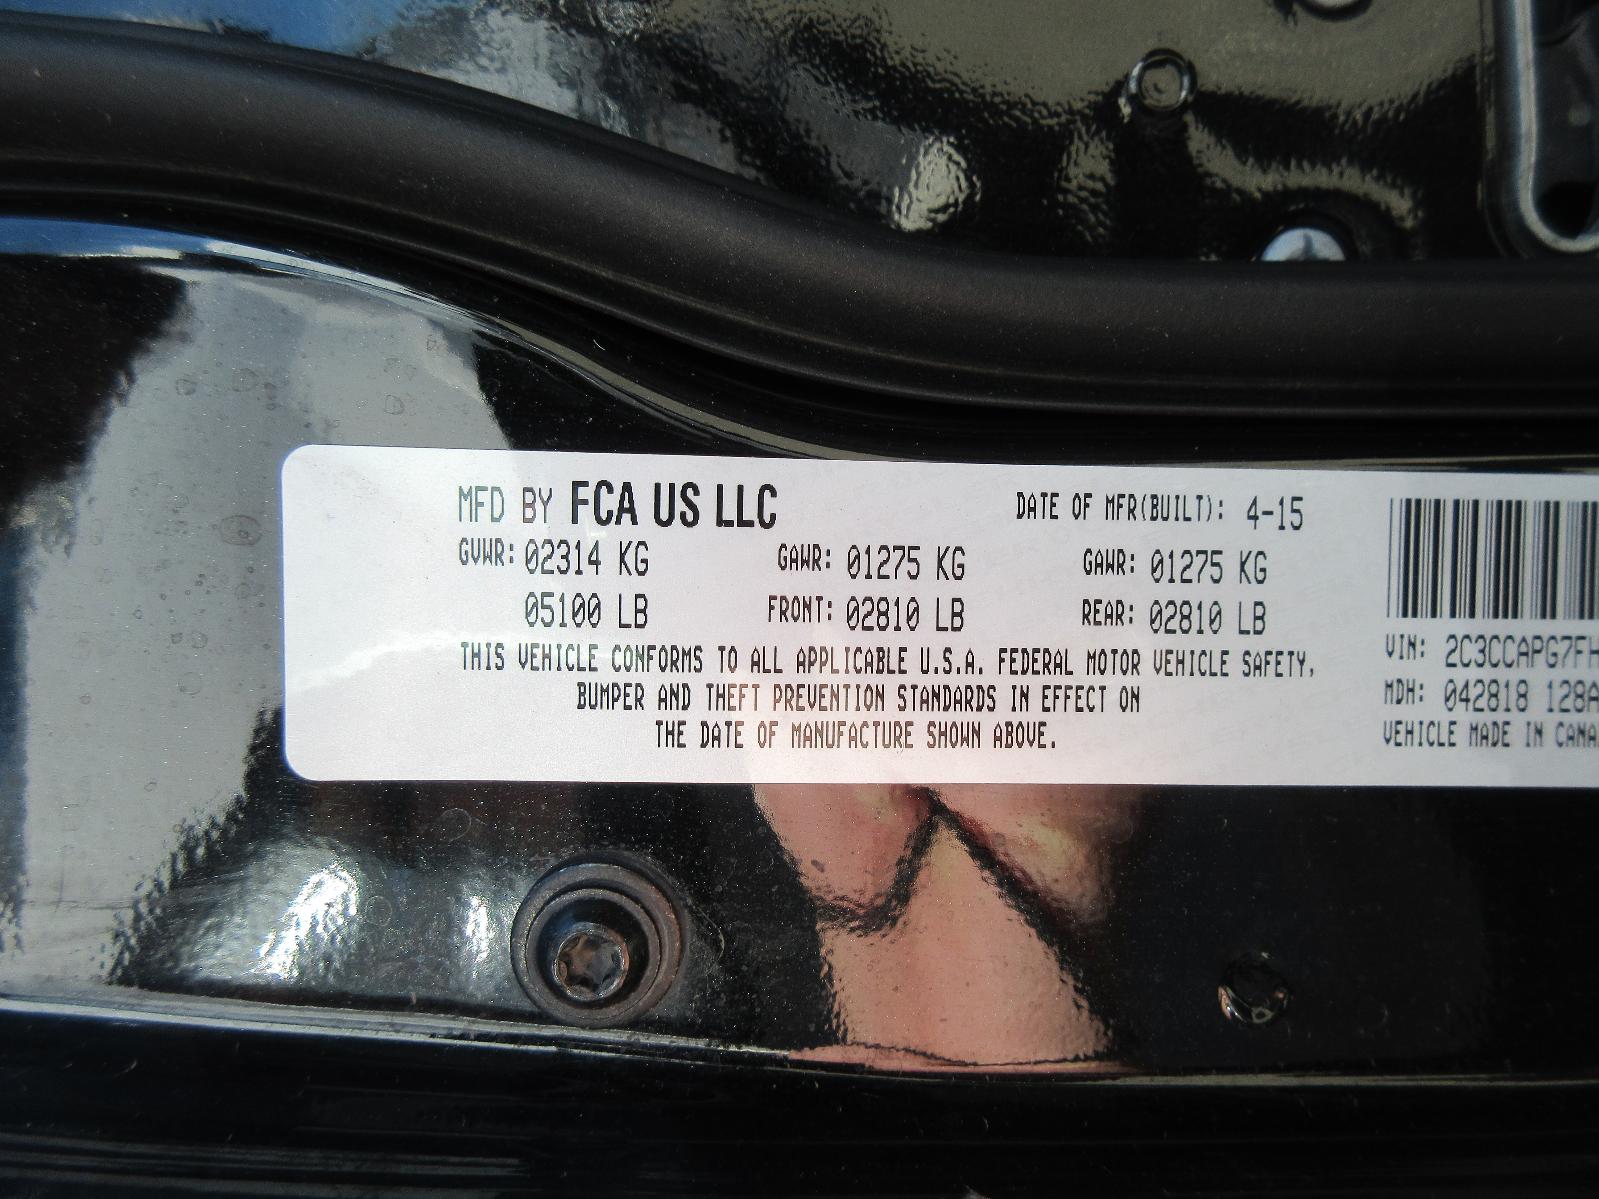 MFD BY FCA US LLC DATE OF MFR(BUILT): 4-15
GVWR: 02314 KG GAWR: 01275 KG GAWR: 01275 KG
05100 LB FRONT: 02810 LB REAR: 02810 LB
THIS VEHICLE CONFORMS TO ALL APPLICABLE U.S.A. FEDERAL MOTOR VEHICLE SAFETY,
BUMPER AND THEFT PREVENTION STANDARDS IN EFFECT ON
THE DATE OF MANUFACTURE SHOWN ABOVE.
VIN: 2C3CCAPG7FH
MDH: 042818 128A
VEHICLE MADE IN CANA